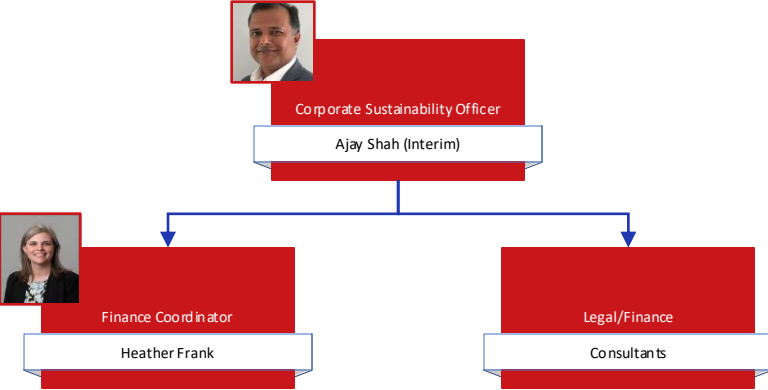 Corporate Sustainability Officer
Ajay Shah (Interim)
Finance Coordinator
Heather Frank
Legal/Finance
Consultants